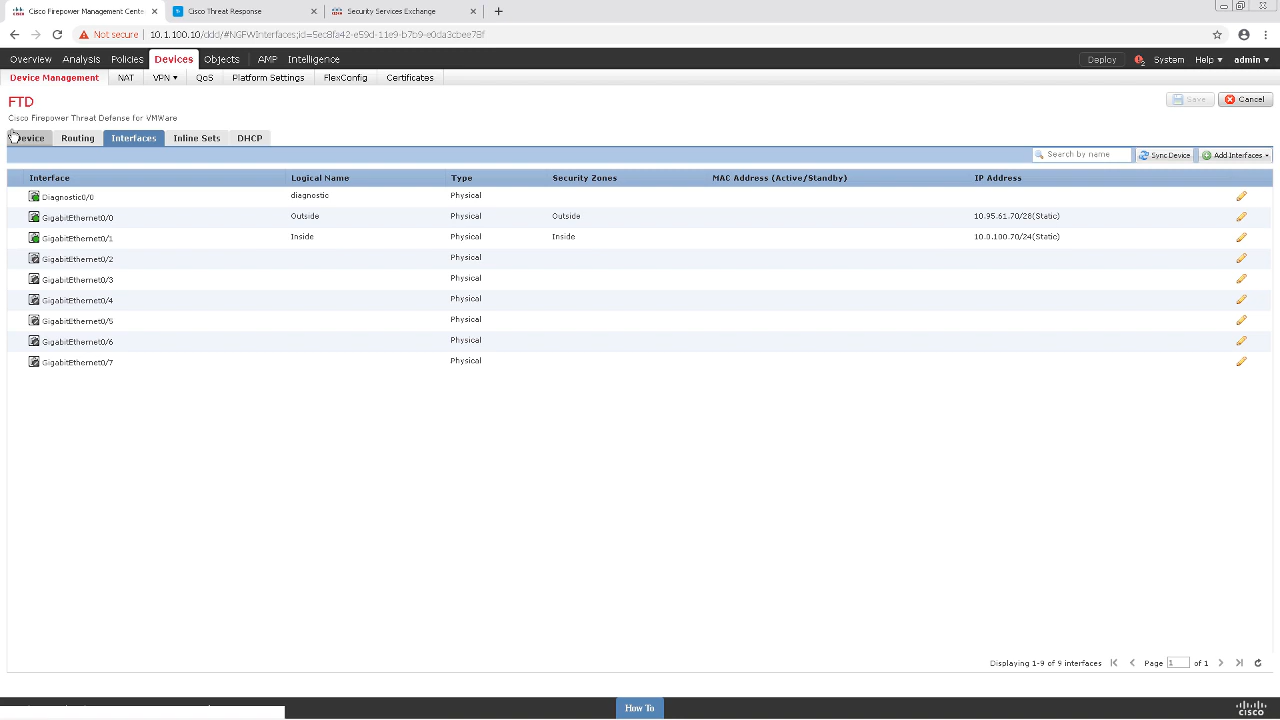 Cisco Firepower Management Cente
Cisco Threat Response
Security Services Exchange
Not secure
10.1.100.10/ddd/#NGFWInterfaces;id=5ec8fa42-e59d-11e9-b7b9-e0da3cbee78f
Overview Analysis Policies Devices Objects AMP Intelligence Deploy System Help admin
Device Management NAT VPN QoS Platform Settings FlexConfig Certificates
FTD
Save Cancel
Cisco Firepower Threat Defense for VMWare
Device Routing Interfaces Inline Sets DHCP
Search by name Sync Device Add Interfaces
Interface Logical Name Type Security Zones MAC Address (Active/Standby) IP Address
Diagnostic0/0 diagnostic Physical
GigabitEthernet0/0 Outside Physical Outside 10.95.61.70/28(Static)
GigabitEthernet0/1 Inside Physical Inside 10.0.100.70/24(Static)
GigabitEthernet0/2 Physical
GigabitEthernet0/3 Physical
GigabitEthernet0/4 Physical
GigabitEthernet0/5 Physical
GigabitEthernet0/6 Physical
GigabitEthernet0/7 Physical
Displaying 1-9 of 9 interfaces Page 1 of 1
How To
cisco